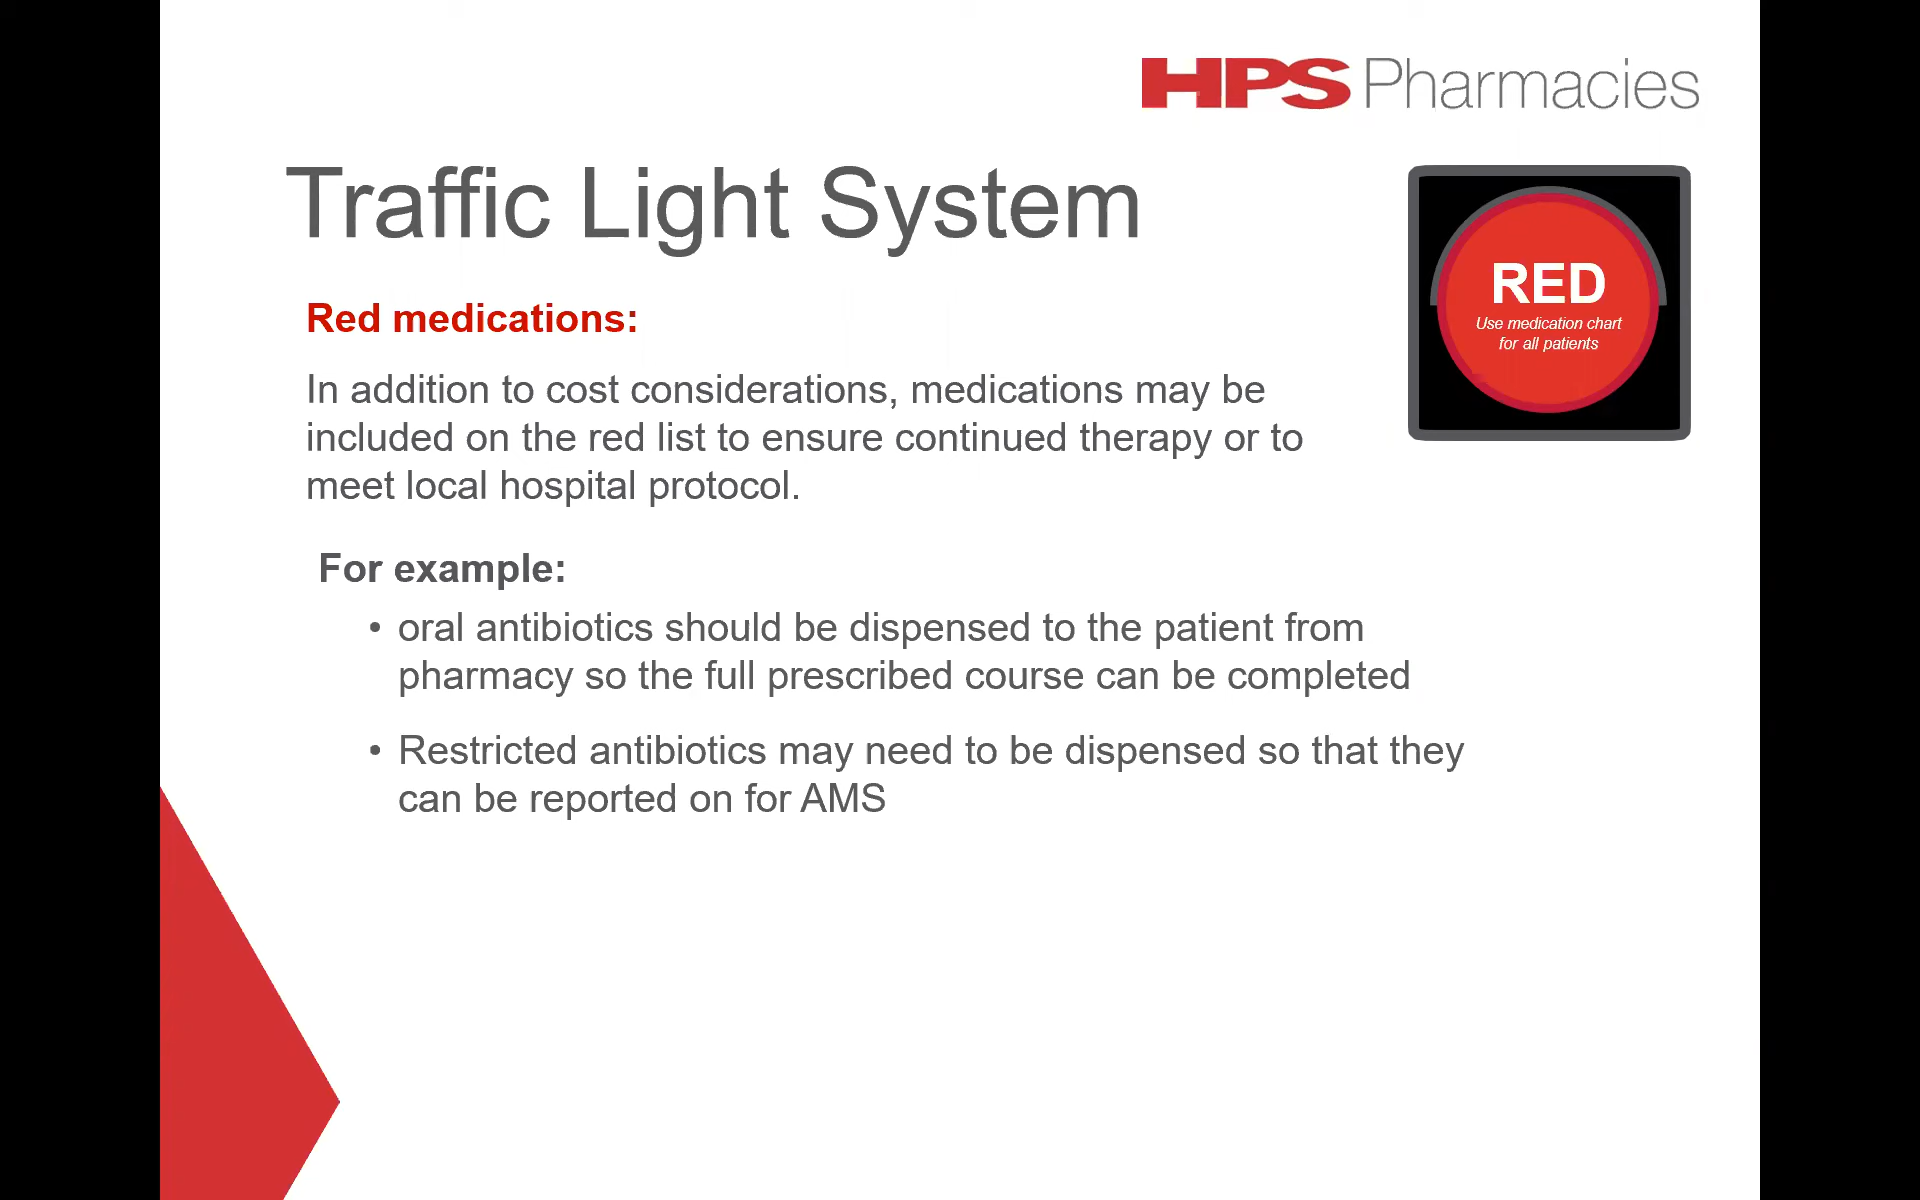 HPS Pharmacies
Traffic Light System
RED
Use medication chart
for all patients
Red medications:
In addition to cost considerations, medications may be
included on the red list to ensure continued therapy or to
meet local hospital protocol.
For example:
• oral antibiotics should be dispensed to the patient from
pharmacy so the full prescribed course can be completed
• Restricted antibiotics may need to be dispensed so that they
can be reported on for AMS